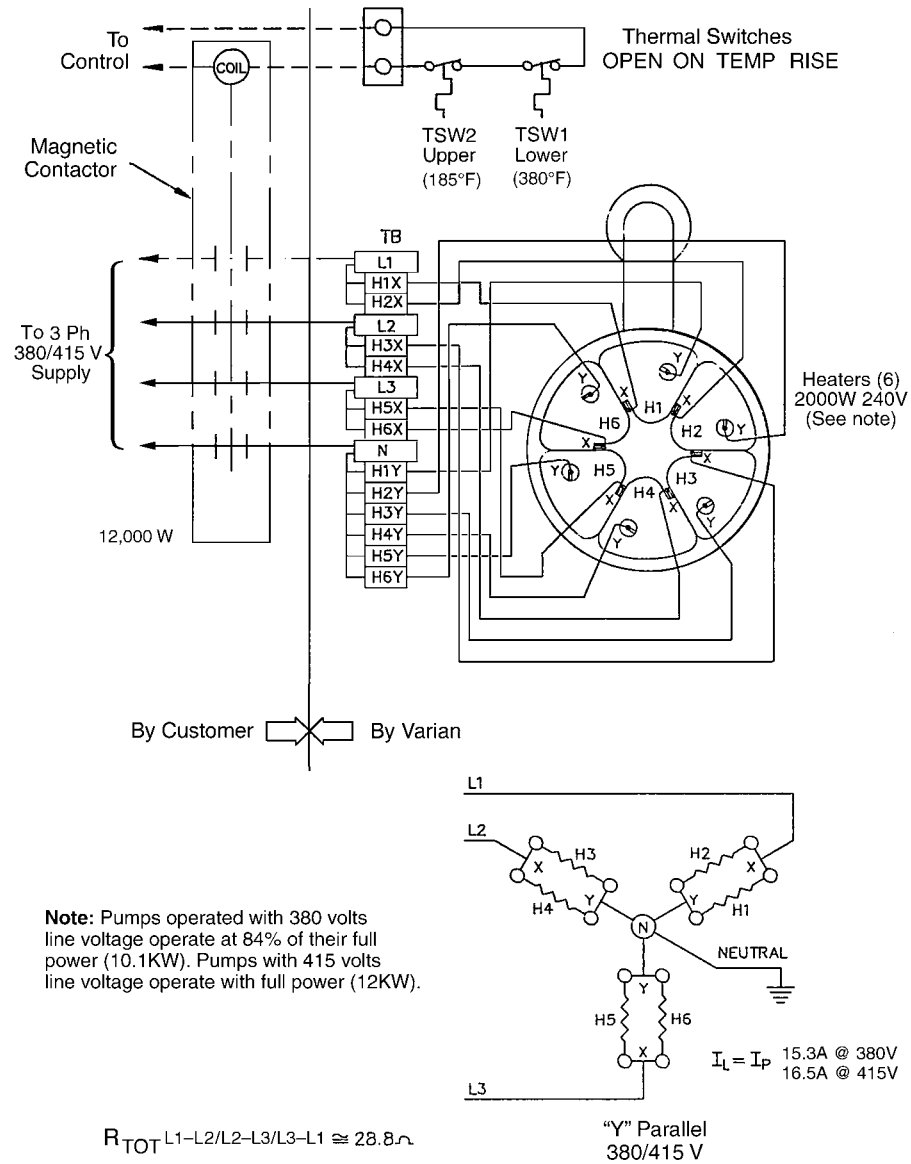 To
Control
COIL
Thermal Switches
OPEN ON TEMP RISE
TSW2
Upper
(185°F)
TSW1
Lower
(380°F)
Magnetic
Contactor
TB
L1
H1X
H2X
L2
H3X
H4X
L3
H5X
H6X
N
H1Y
H2Y
H3Y
H4Y
H5Y
H6Y
To 3 Ph
380/415 V
Supply
12,000 W
Y
X
H1
X
H2
Y
X
H3
Y
X
H4
Y
X
H5
Y
X
H6
Y
Heaters (6)
2000W 240V
(See note)
By Customer
By Varian
L1
L2
H3
X
Y
H4
H2
X
Y
H1
N
NEUTRAL
Y
H5
H6
X
L3
IL = IP 15.3A @ 380V
16.5A @ 415V
"Y" Parallel
380/415 V
Note: Pumps operated with 380 volts
line voltage operate at 84% of their full
power (10.1KW). Pumps with 415 volts
line voltage operate with full power (12KW).
RTOT L1–L2/L2–L3/L3–L1 ≅ 28.8Ω